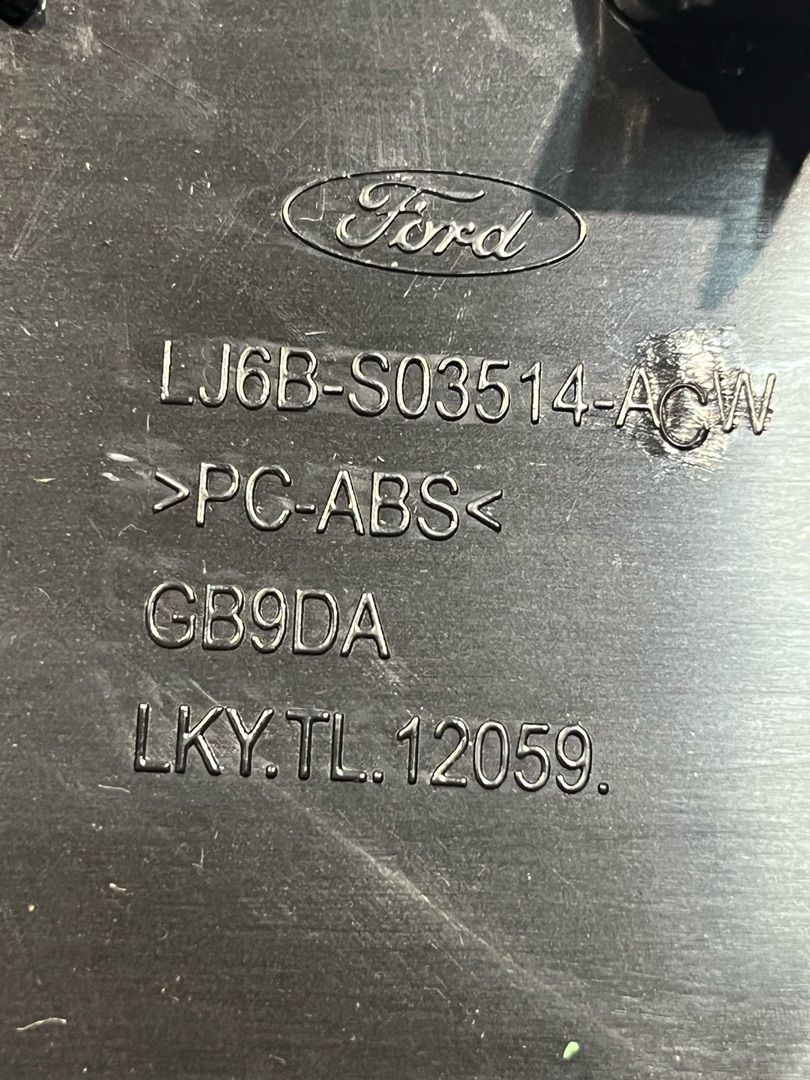 Ford
LJ6B-S03514-ACW
>PC-ABS<
GB9DA
LKY.TL.12059.